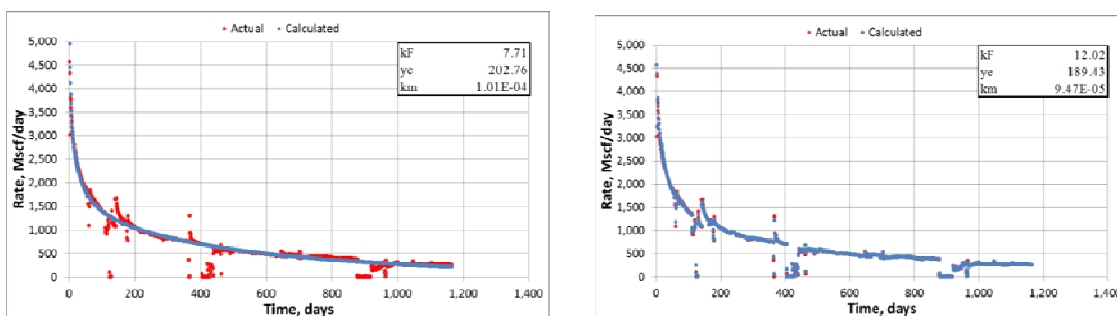 Actual Calculated
5,000
4,500
4,000
3,500
3,000
2,500
2,000
1,500
1,000
500
0
Rate, Mscf/day
kF 7.71
ye 202.76
km 1.01E-04
0 200 400 600 800 1,000 1,200 1,400
Time, days
Actual Calculated
5,000
4,500
4,000
3,500
3,000
2,500
2,000
1,500
1,000
500
0
Rate, Mscf/day
kF 12.02
ye 189.43
km 9.47E-05
0 200 400 600 800 1,000 1,200 1,400
Time, days